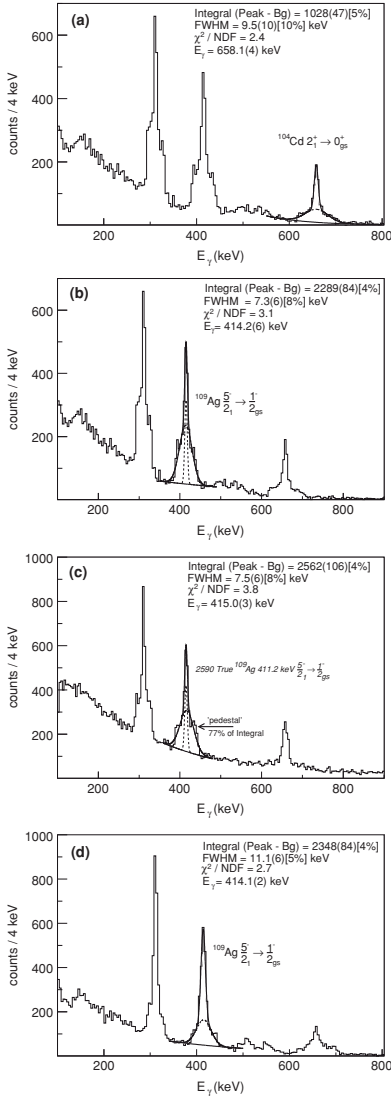 (a)
Integral (Peak - Bg) = 1028(47)[5%]
FWHM = 9.5(10)[10%] keV
χ² / NDF = 2.4
Eγ = 658.1(4) keV
¹⁰⁴Cd 2₁⁺ → 0gs⁺
600
400
200
0
counts / 4 keV
200 400 600 800
Eγ (keV)
(b)
Integral (Peak - Bg) = 2289(84)[4%]
FWHM = 7.3(6)[8%] keV
χ² / NDF = 3.1
Eγ= 414.2(6) keV
¹⁰⁹Ag 5/2₁⁻ → 1/2gs⁻
600
400
200
0
counts / 4 keV
200 400 600 800
Eγ (keV)
(c)
Integral (Peak - Bg) = 2562(106)[4%]
FWHM = 7.5(6)[8%] keV
χ² / NDF = 3.8
Eγ = 415.0(3) keV
2590 True ¹⁰⁹Ag 411.2 keV 5/2₁⁻ → 1/2gs⁻
'pedestal'
77% of Integral
1000
800
600
400
200
0
counts / 4 keV
200 400 600 800
Eγ (keV)
(d)
Integral (Peak - Bg) = 2348(84)[4%]
FWHM = 11.1(6)[5%] keV
χ² / NDF = 2.7
Eγ = 414.1(2) keV
¹⁰⁹Ag 5/2₁⁻ → 1/2gs⁻
1000
800
600
400
200
0
counts / 4 keV
200 400 600 800
Eγ (keV)